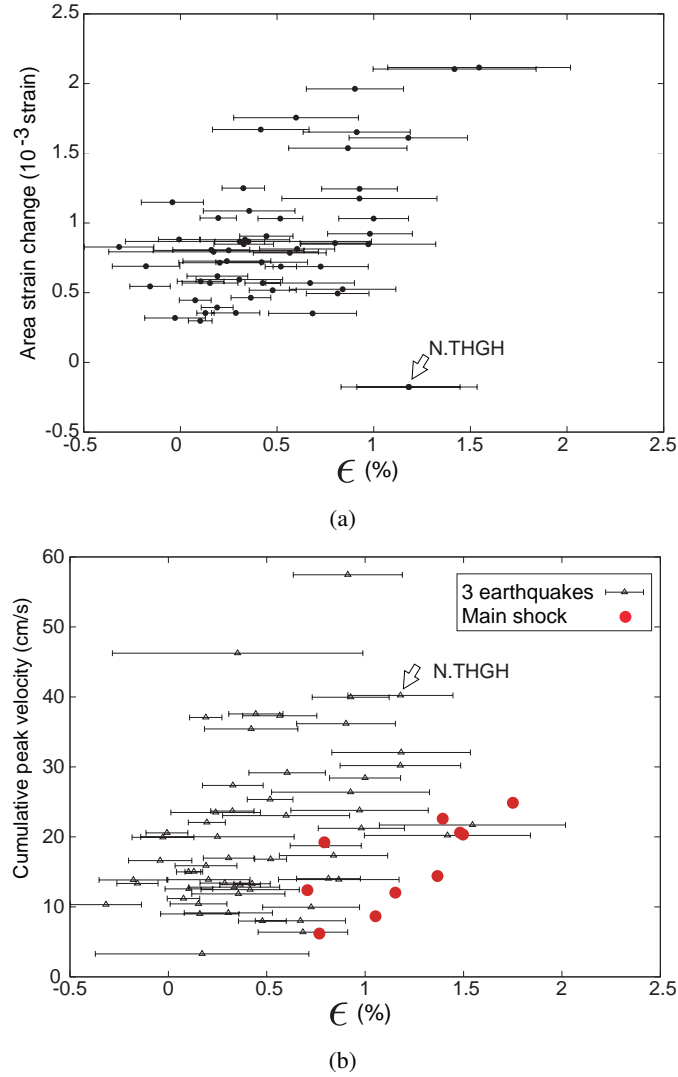 2.5
2
1.5
1
0.5
0
-0.5
Area strain change (10⁻³ strain)
N.THGH
-0.5 0 0.5 1 1.5 2 2.5
ϵ (%)
(a)
60
50
40
30
20
10
0
Cumulative peak velocity (cm/s)
3 earthquakes
Main shock
N.THGH
-0.5 0 0.5 1 1.5 2 2.5
ϵ (%)
(b)